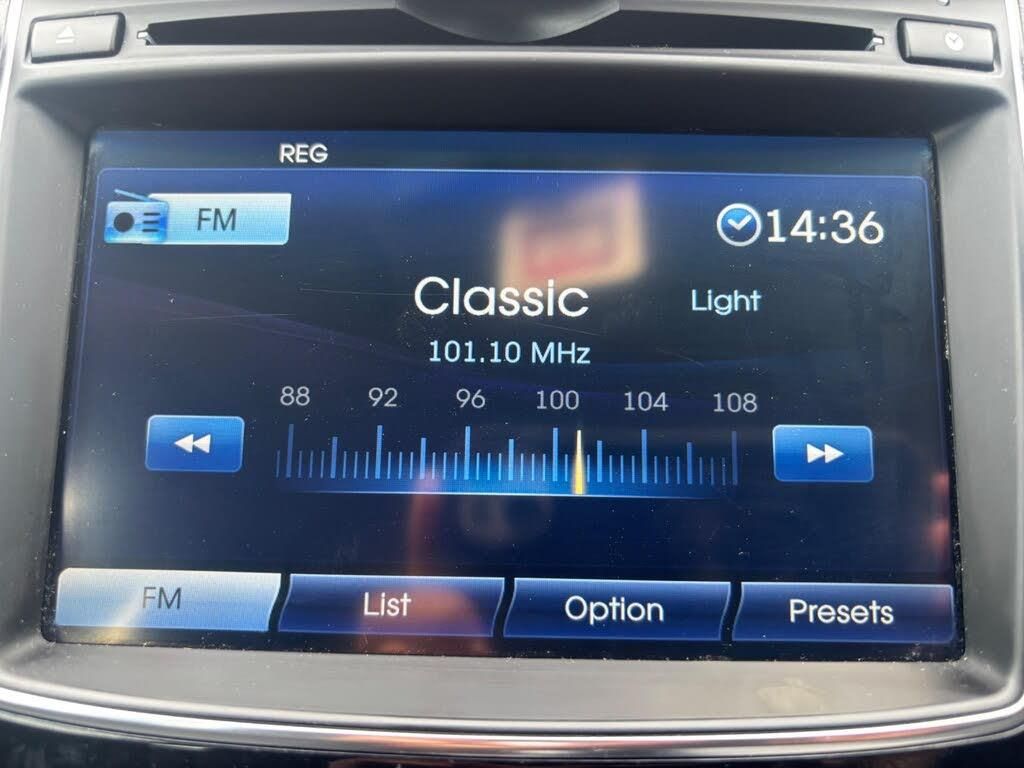 REG
FM
14:36
Classic
Light
101.10 MHz
88 92 96 100 104 108
FM List Option Presets